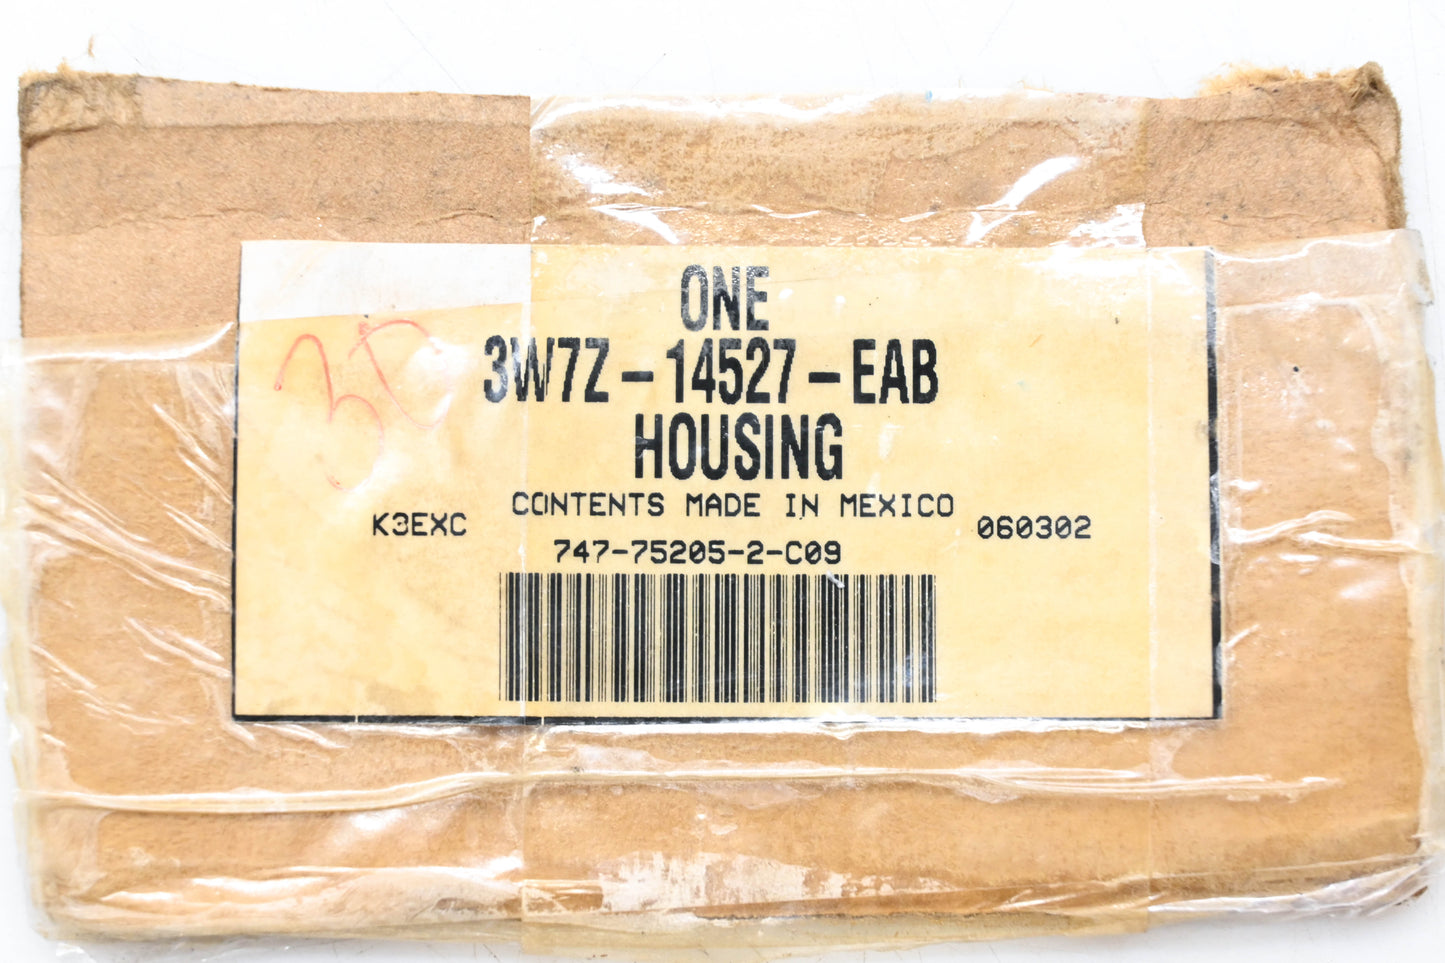 ONE
3W7Z-14527-EAB
HOUSING
CONTENTS MADE IN MEXICO
K3EXC 060302
747-75205-2-C09